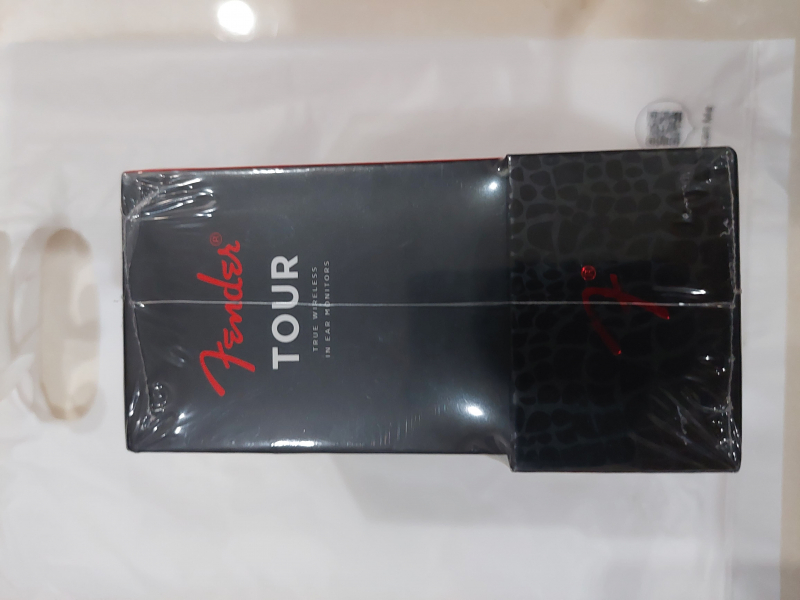 Fender®
TOUR
TRUE WIRELESS
IN EAR MONITORS